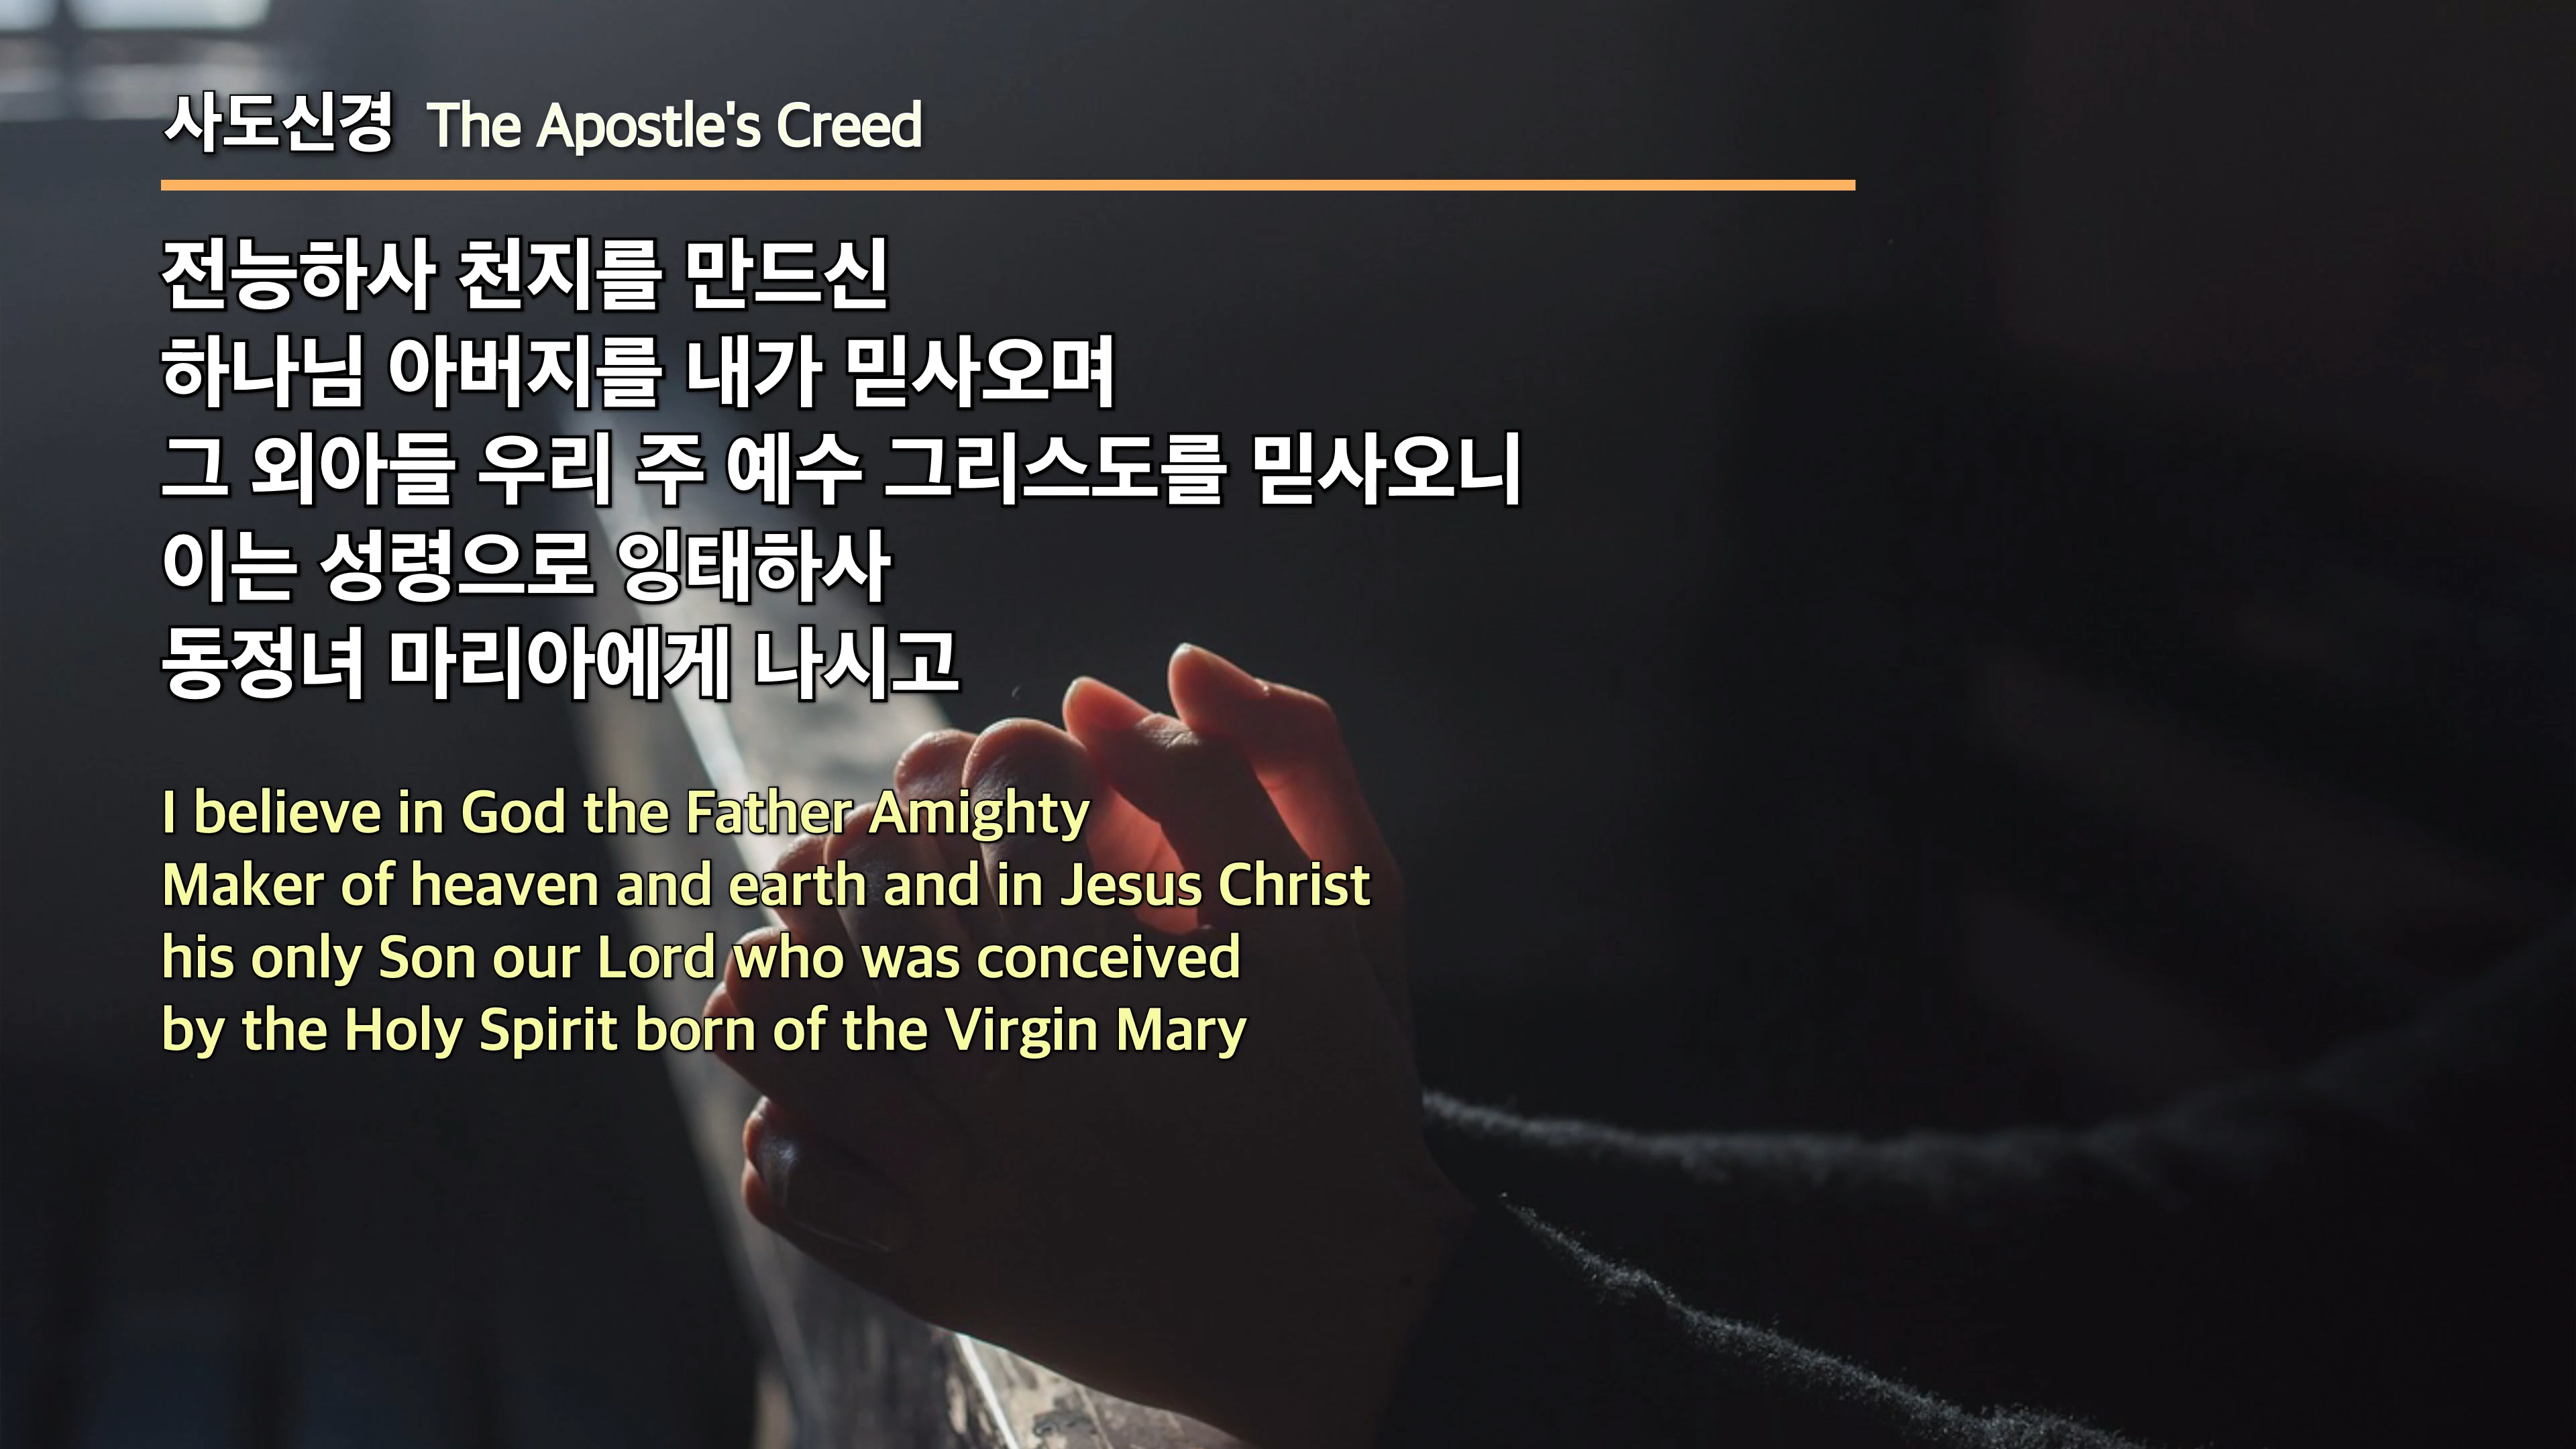 사도신경 The Apostle's Creed
전능하사 천지를 만드신
하나님 아버지를 내가 믿사오며
그 외아들 우리 주 예수 그리스도를 믿사오니
이는 성령으로 잉태하사
동정녀 마리아에게 나시고
I believe in God the Father Amighty
Maker of heaven and earth and in Jesus Christ
his only Son our Lord who was conceived
by the Holy Spirit born of the Virgin Mary